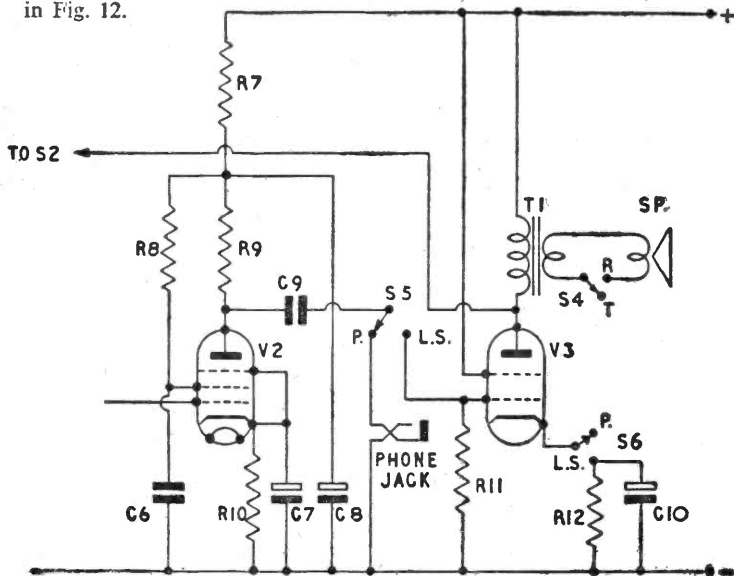 in Fig. 12.
+
R7
TO S2
T1
SP.
R8
R9
R
C9
S5
S4
T
P.
L.S.
V2
V3
P.
S6
PHONE
JACK
L.S.
C6
R10
C7
C8
R11
R12
C10
-